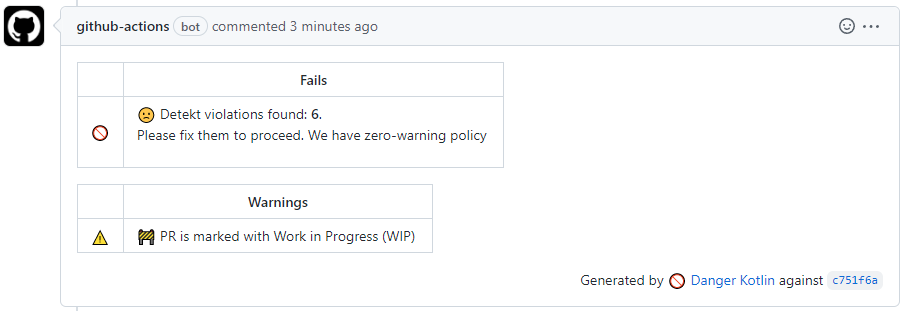 github-actions bot commented 3 minutes ago
Fails
Detekt violations found: 6.
Please fix them to proceed. We have zero-warning policy
Warnings
PR is marked with Work in Progress (WIP)
Generated by Danger Kotlin against c751f6a